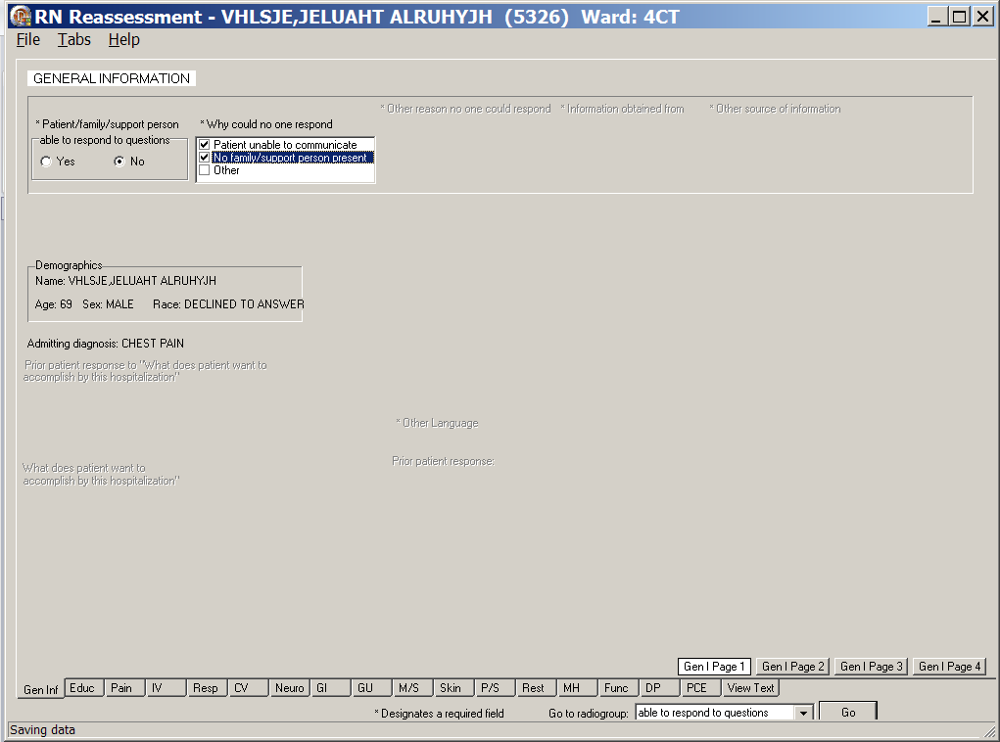 RN Reassessment - VHLSJE,JELUAHT ALRUHYJH (5326) Ward: 4CT
File Tabs Help
GENERAL INFORMATION
* Other reason no one could respond * Information obtained from * Other source of information
* Patient/family/support person
able to respond to questions
Yes No
* Why could no one respond
Patient unable to communicate
No family/support person present
Other
Demographics
Name: VHLSJE,JELUAHT ALRUHYJH
Age: 69 Sex: MALE Race: DECLINED TO ANSWER
Admitting diagnosis: CHEST PAIN
Prior patient response to "What does patient want to
accomplish by this hospitalization"
* Other Language
Prior patient response:
What does patient want to
accomplish by this hospitalization"
Gen I Page 1 Gen I Page 2 Gen I Page 3 Gen I Page 4
Gen Inf Educ Pain IV Resp CV Neuro GI GU M/S Skin P/S Rest MH Func DP PCE View Text
* Designates a required field Go to radiogroup: able to respond to questions Go
Saving data